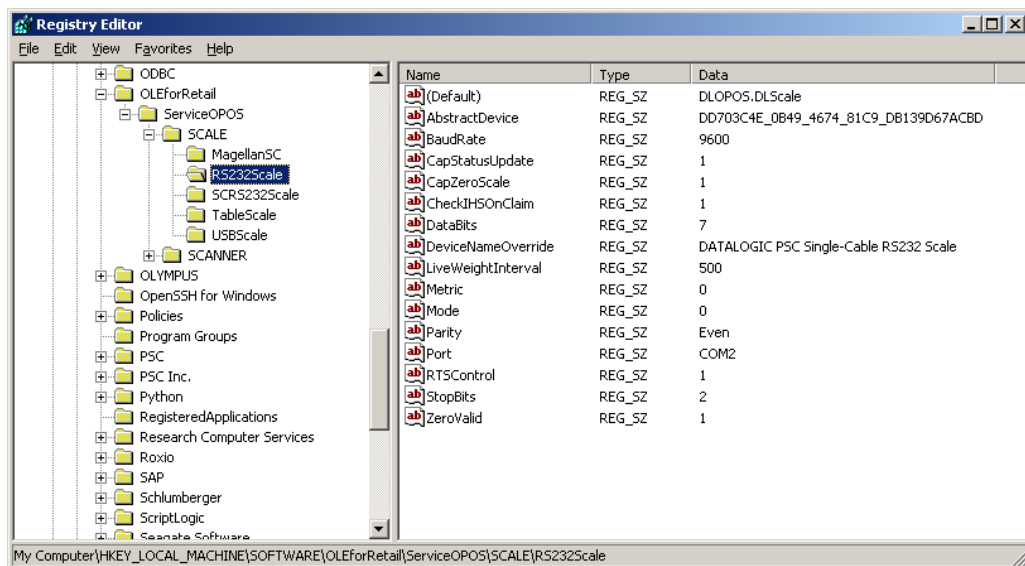 Registry Editor
File Edit View Favorites Help
ODBC
OLEforRetail
ServiceOPOS
SCALE
MagellanSC
RS232Scale
SCRS232Scale
TableScale
USBScale
SCANNER
OLYMPUS
OpenSSH for Windows
Policies
Program Groups
PSC
PSC Inc.
Python
RegisteredApplications
Research Computer Services
Roxio
SAP
Schlumberger
ScriptLogic
Seagate Software
Name Type Data
(Default) REG_SZ DLOPOS.DLScale
AbstractDevice REG_SZ DD703C4E_0B49_4674_81C9_DB139D67ACBD
BaudRate REG_SZ 9600
CapStatusUpdate REG_SZ 1
CapZeroScale REG_SZ 1
CheckIHSOnClaim REG_SZ 1
DataBits REG_SZ 7
DeviceNameOverride REG_SZ DATALOGIC PSC Single-Cable RS232 Scale
LiveWeightInterval REG_SZ 500
Metric REG_SZ 0
Mode REG_SZ 0
Parity REG_SZ Even
Port REG_SZ COM2
RTSControl REG_SZ 1
StopBits REG_SZ 2
ZeroValid REG_SZ 1
My Computer\HKEY_LOCAL_MACHINE\SOFTWARE\OLEforRetail\ServiceOPOS\SCALE\RS232Scale